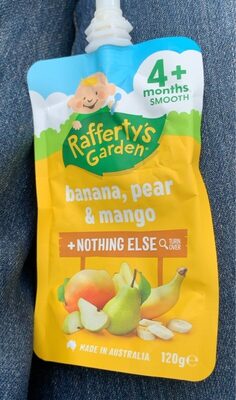 4+
months
SMOOTH
Rafferty's
Garden
banana, pear
& mango
+NOTHING ELSE TURN OVER
MADE IN AUSTRALIA
120g e